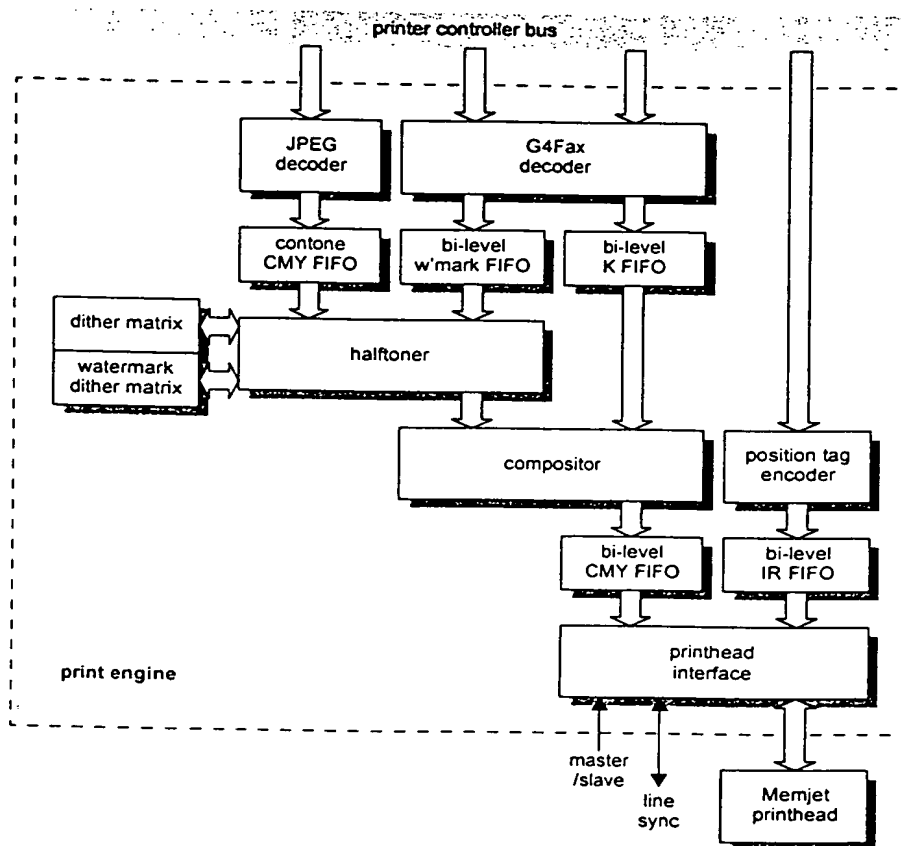 printer controller bus
JPEG
decoder
G4Fax
decoder
contone
CMY FIFO
bi-level
w'mark FIFO
bi-level
K FIFO
dither matrix
watermark
dither matrix
halftoner
compositor
position tag
encoder
bi-level
CMY FIFO
bi-level
IR FIFO
printhead
interface
print engine
master
/slave
line
sync
Memjet
printhead